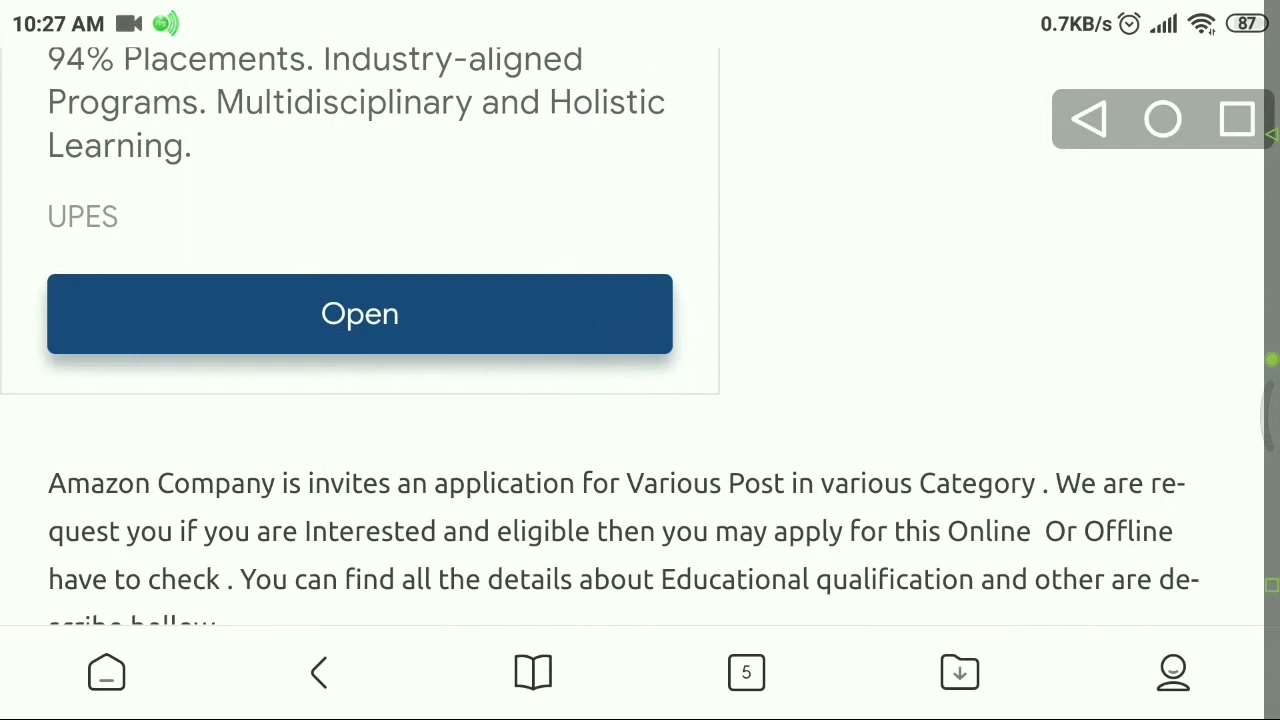 10:27 AM
0.7KB/s
87
94% Placements. Industry-aligned
Programs. Multidisciplinary and Holistic
Learning.
UPES
Open
Amazon Company is invites an application for Various Post in various Category . We are re-
quest you if you are Interested and eligible then you may apply for this Online  Or Offline
have to check . You can find all the details about Educational qualification and other are de-
scribe bellow
5